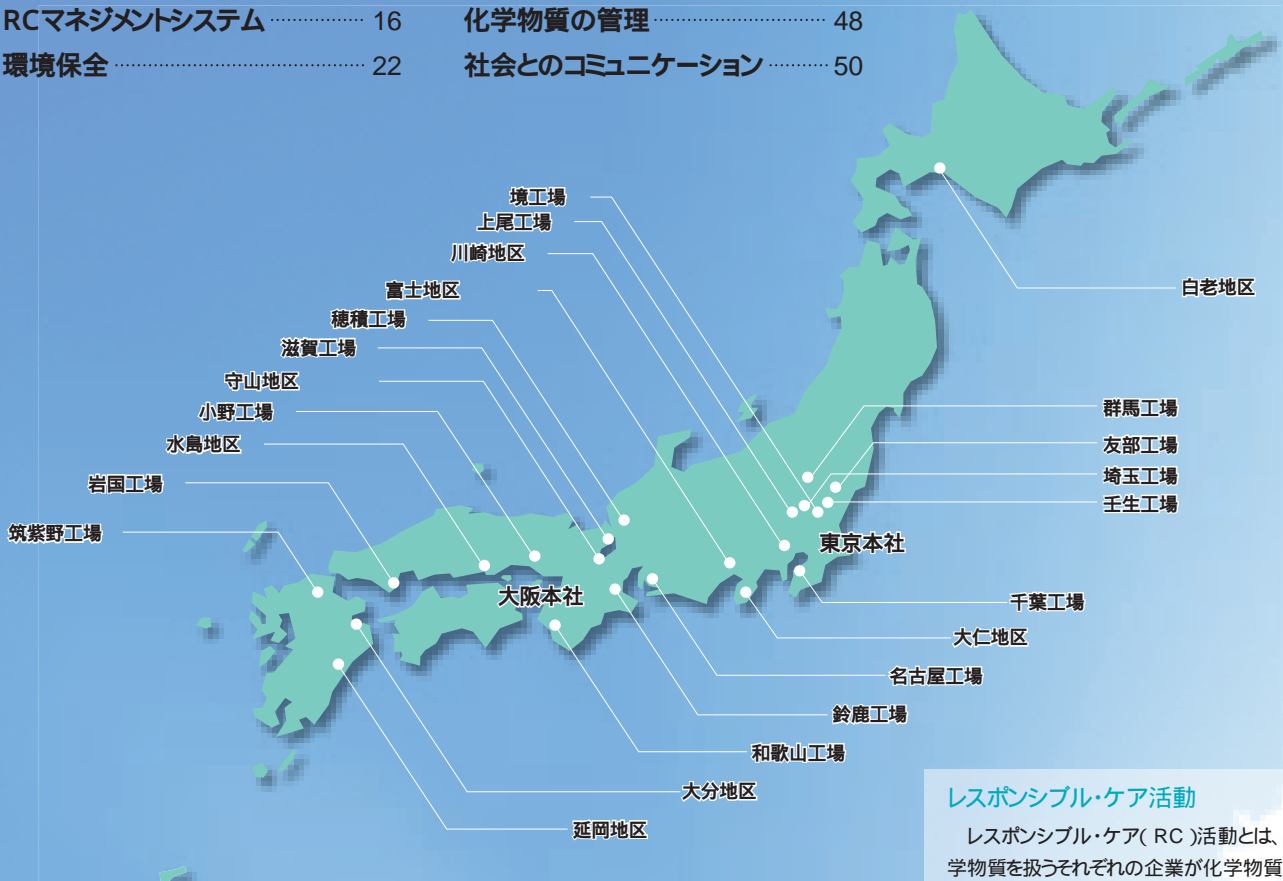 RCマネジメントシステム ················ 16
環境保全 ································ 22
化学物質の管理 ······················ 48
社会とのコミュニケーション ·········· 50
境工場
上尾工場
川崎地区
富士地区
穂積工場
滋賀工場
守山地区
小野工場
水島地区
岩国工場
筑紫野工場
白老地区
群馬工場
友部工場
埼玉工場
壬生工場
東京本社
大阪本社
千葉工場
大仁地区
名古屋工場
鈴鹿工場
和歌山工場
大分地区
延岡地区
レスポンシブル・ケア活動
レスポンシブル・ケア( RC )活動とは、
学物質を扱うそれぞれの企業が化学物質